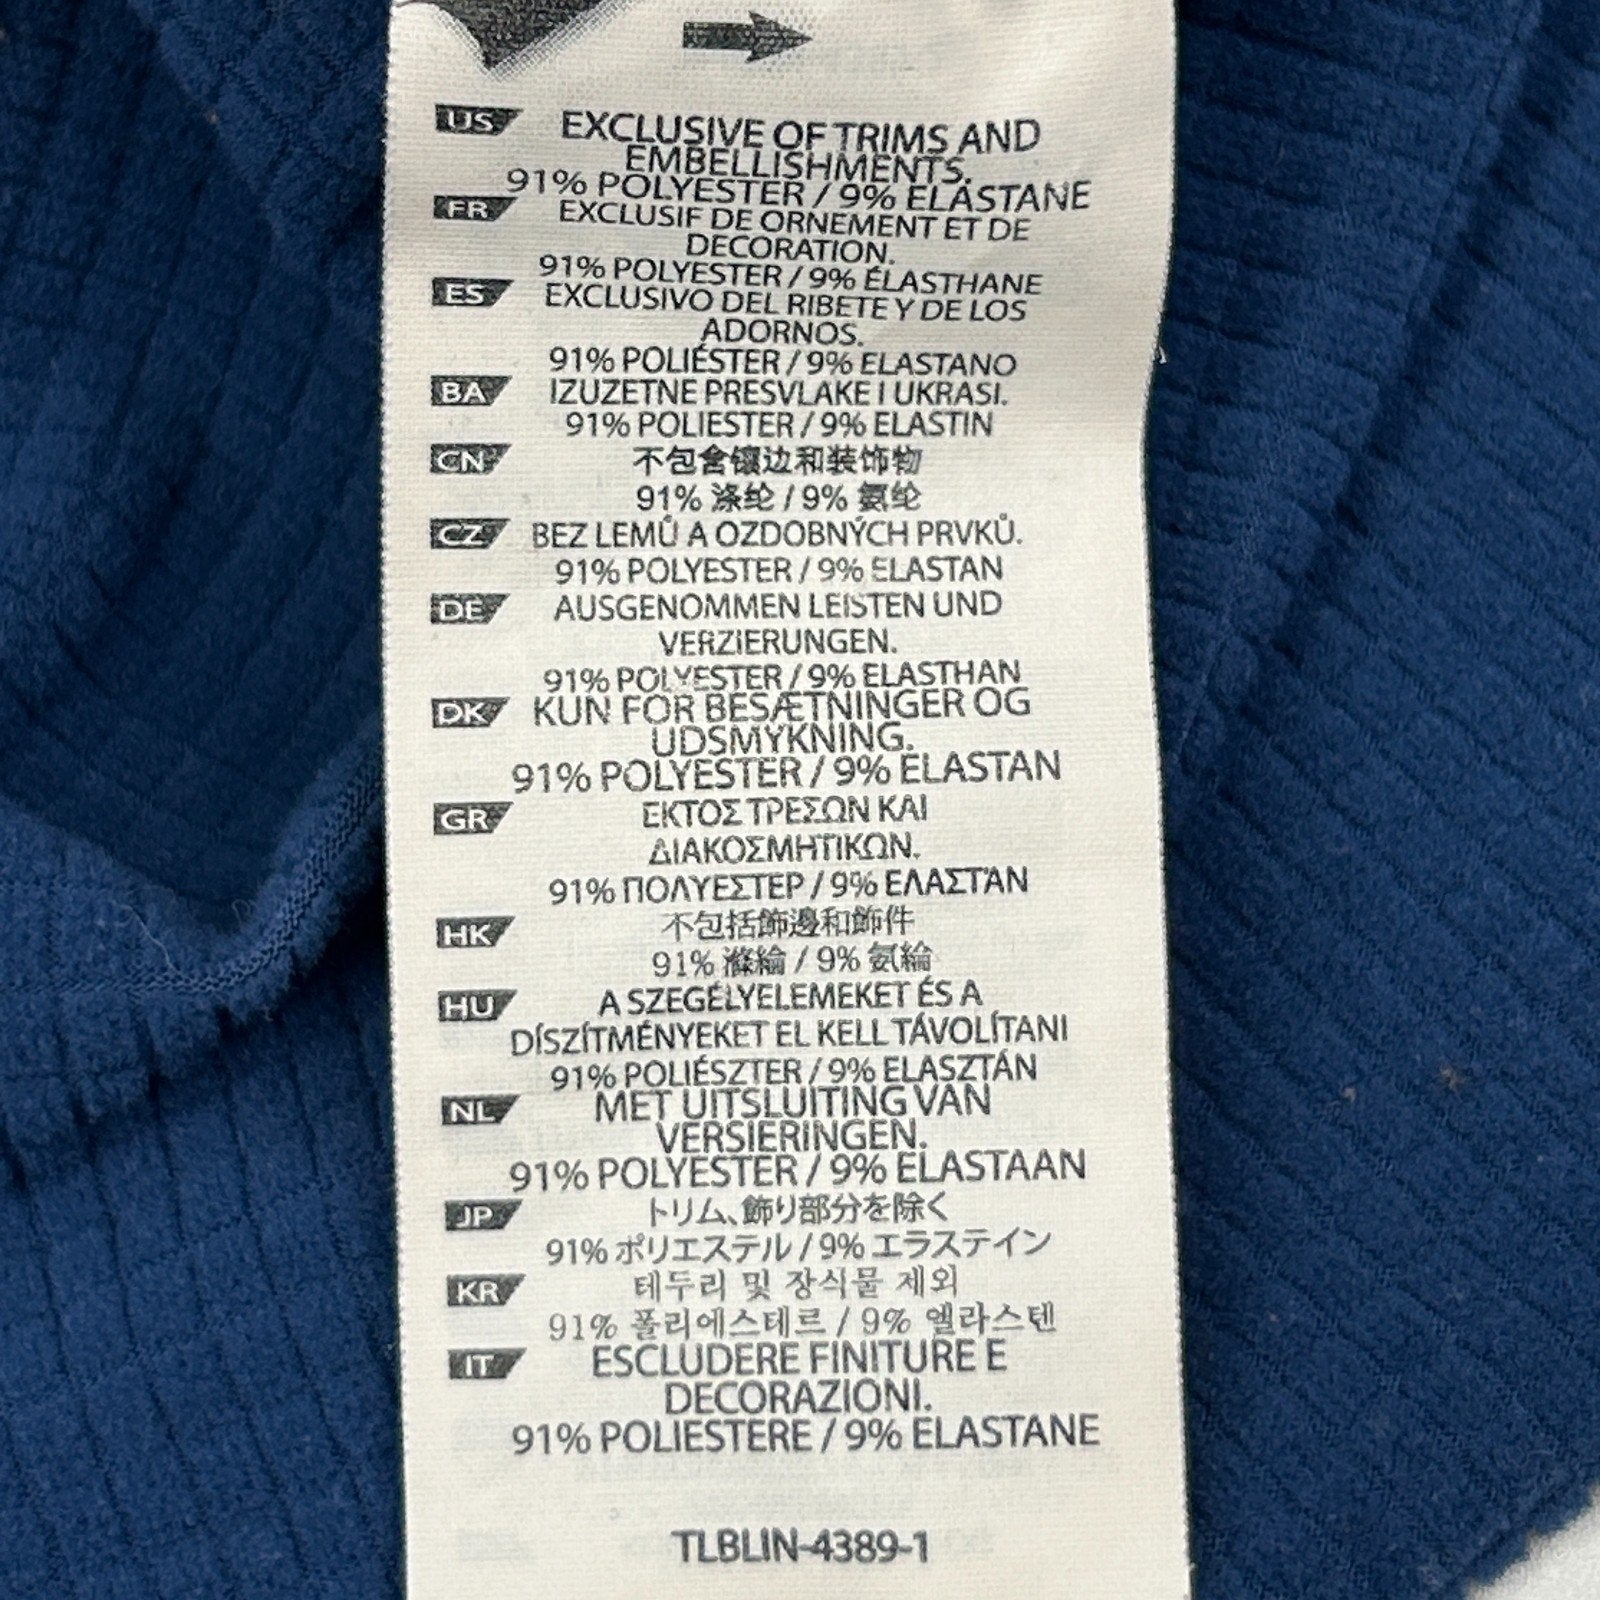 US EXCLUSIVE OF TRIMS AND
EMBELLISHMENTS.
91% POLYESTER / 9% ELASTANE
FR EXCLUSIF DE ORNEMENT ET DE
DECORATION.
91% POLYESTER / 9% ÉLASTHANE
ES EXCLUSIVO DEL RIBETE Y DE LOS
ADORNOS.
91% POLIÉSTER / 9% ELASTANO
BA IZUZETNE PRESVLAKE I UKRASI.
91% POLIESTER / 9% ELASTIN
CN 不包含镶边和装饰物
91% 涤纶 / 9% 氨纶
CZ BEZ LEMŮ A OZDOBNÝCH PRVKŮ.
91% POLYESTER / 9% ELASTAN
DE AUSGENOMMEN LEISTEN UND
VERZIERUNGEN.
91% POLYESTER / 9% ELASTHAN
DK KUN FOR BESÆTNINGER OG
UDSMYKNING.
91% POLYESTER / 9% ELASTAN
GR ΕΚΤΟΣ ΤΡΕΣΩΝ ΚΑΙ
ΔΙΑΚΟΣΜΗΤΙΚΩΝ.
91% ΠΟΛΥΕΣΤΕΡ / 9% ΕΛΑΣΤΆΝ
HK 不包括飾邊和飾件
91% 滌綸 / 9% 氨綸
HU A SZEGÉLYELEMEKET ÉS A
DÍSZÍTMÉNYEKET EL KELL TÁVOLÍTANI
91% POLIÉSZTER / 9% ELASZTÁN
NL MET UITSLUITING VAN
VERSIERINGEN.
91% POLYESTER / 9% ELASTAAN
JP トリム、飾り部分を除く
91% ポリエステル / 9% エラステイン
KR 테두리 및 장식물 제외
91% 폴리에스테르 / 9% 엘라스텐
IT ESCLUDERE FINITURE E
DECORAZIONI.
91% POLIESTERE / 9% ELASTANE
TLBLIN-4389-1